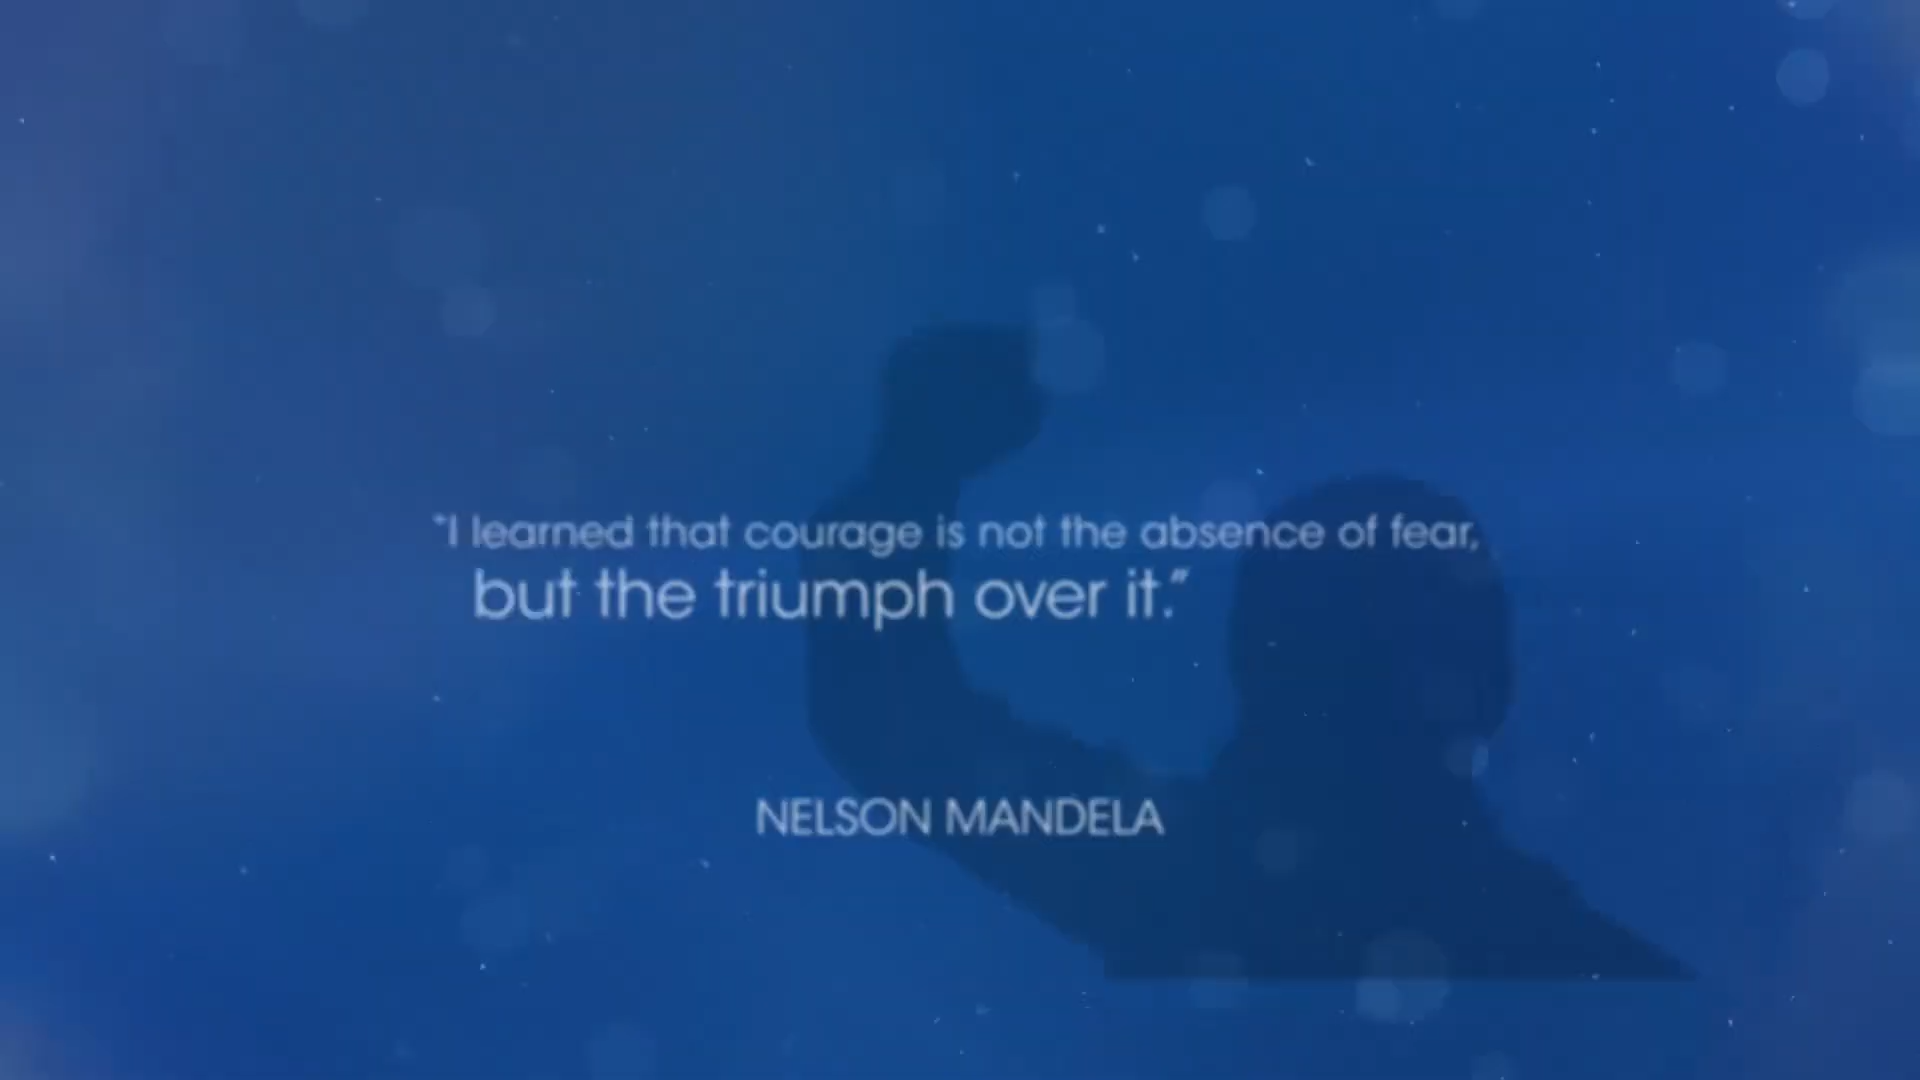 “I learned that courage is not the absence of fear,
but the triumph over it.”
NELSON MANDELA